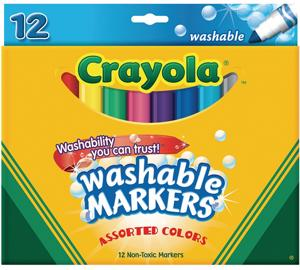 12
washable
Crayola
Washability
you can trust!
washable
MARKERS
ASSORTED COLORS
12 Non-Toxic Markers